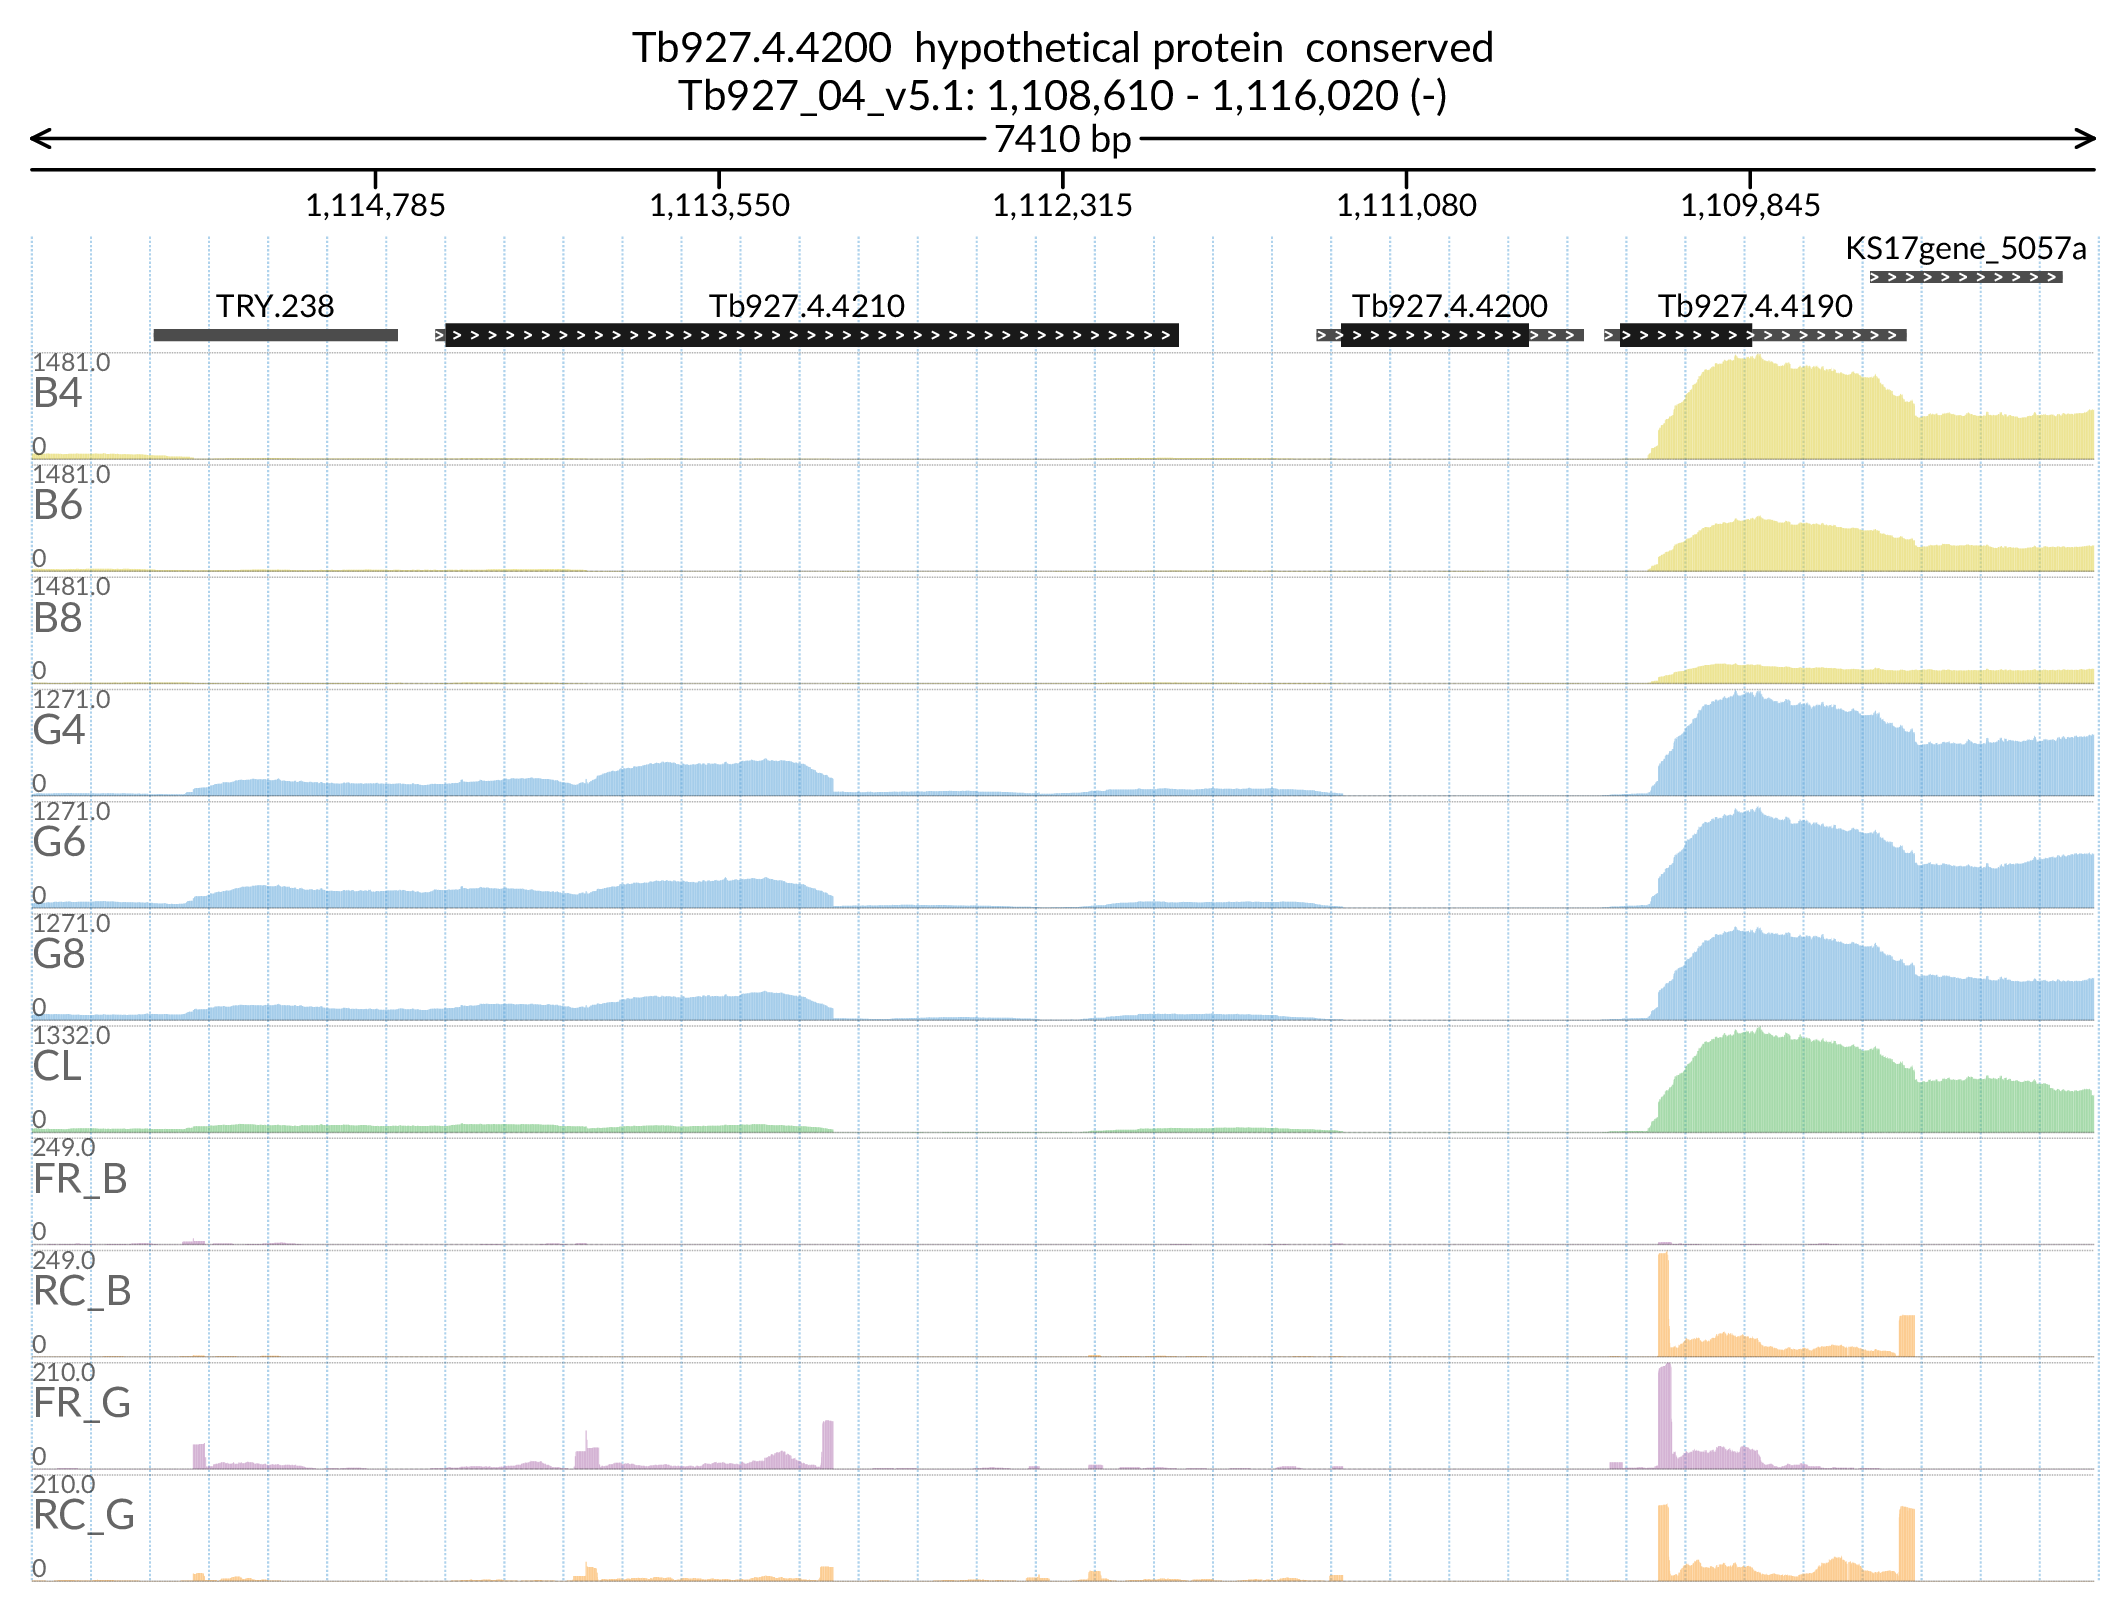 Tb927.4.4200  hypothetical protein  conserved
Tb927_04_v5.1: 1,108,610 - 1,116,020 (-)
7410 bp
1,114,785 1,113,550 1,112,315 1,111,080 1,109,845
KS17gene_5057a
TRY.238 Tb927.4.4210 Tb927.4.4200 Tb927.4.4190
1481.0
B4
0
1481.0
B6
0
1481.0
B8
0
1271.0
G4
0
1271.0
G6
0
1271.0
G8
0
1332.0
CL
0
249.0
FR_B
0
249.0
RC_B
0
210.0
FR_G
0
210.0
RC_G
0